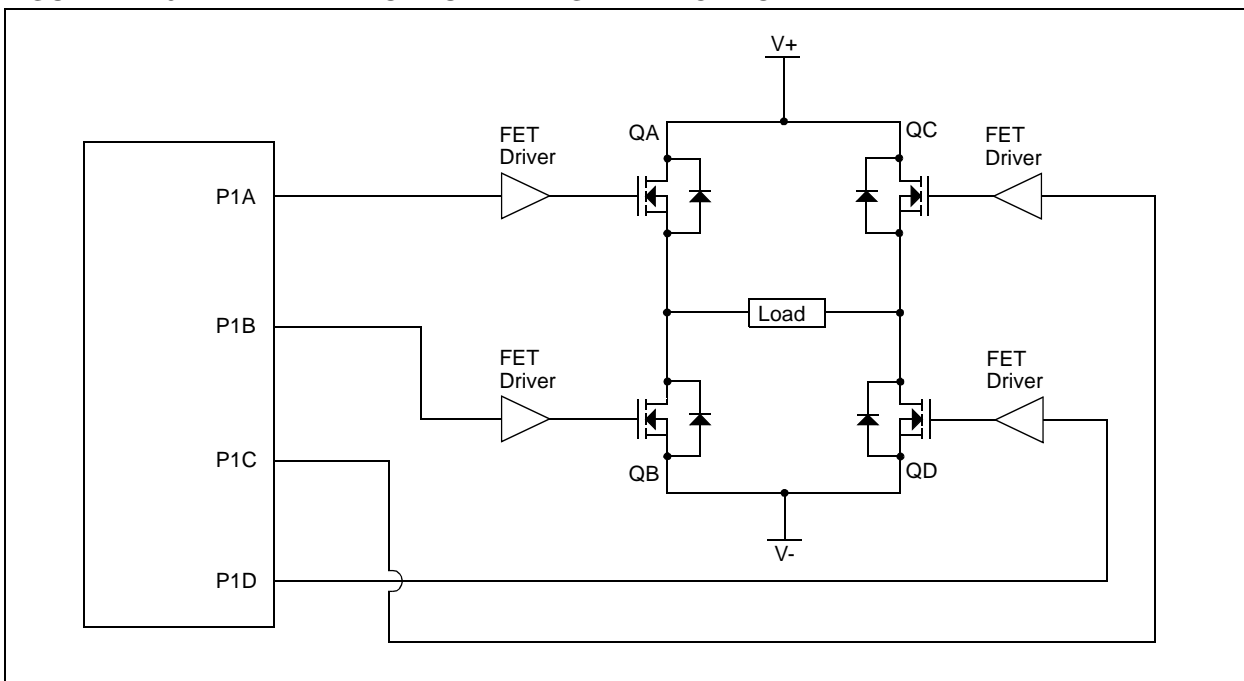 V+
QA
QC
FET
Driver
FET
Driver
P1A
Load
P1B
FET
Driver
FET
Driver
P1C
QB
QD
V-
P1D